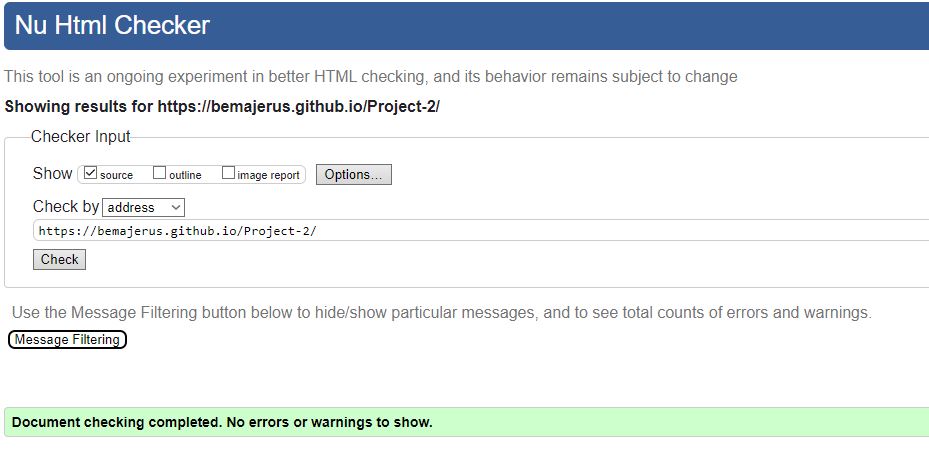 Nu Html Checker
This tool is an ongoing experiment in better HTML checking, and its behavior remains subject to change
Showing results for https://bemajerus.github.io/Project-2/
Checker Input
Show source outline image report Options...
Check by address
https://bemajerus.github.io/Project-2/
Check
Use the Message Filtering button below to hide/show particular messages, and to see total counts of errors and warnings.
Message Filtering
Document checking completed. No errors or warnings to show.